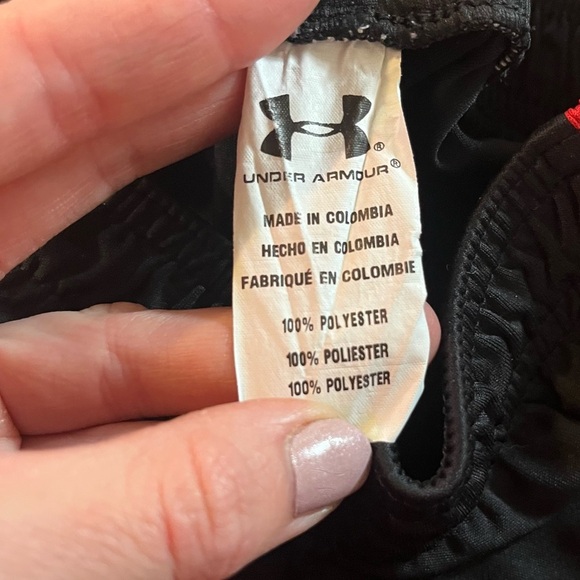 ®
UNDER ARMOUR®
MADE IN COLOMBIA
HECHO EN COLOMBIA
FABRIQUÉ EN COLOMBIE
100% POLYESTER
100% POLIESTER
100% POLYESTER